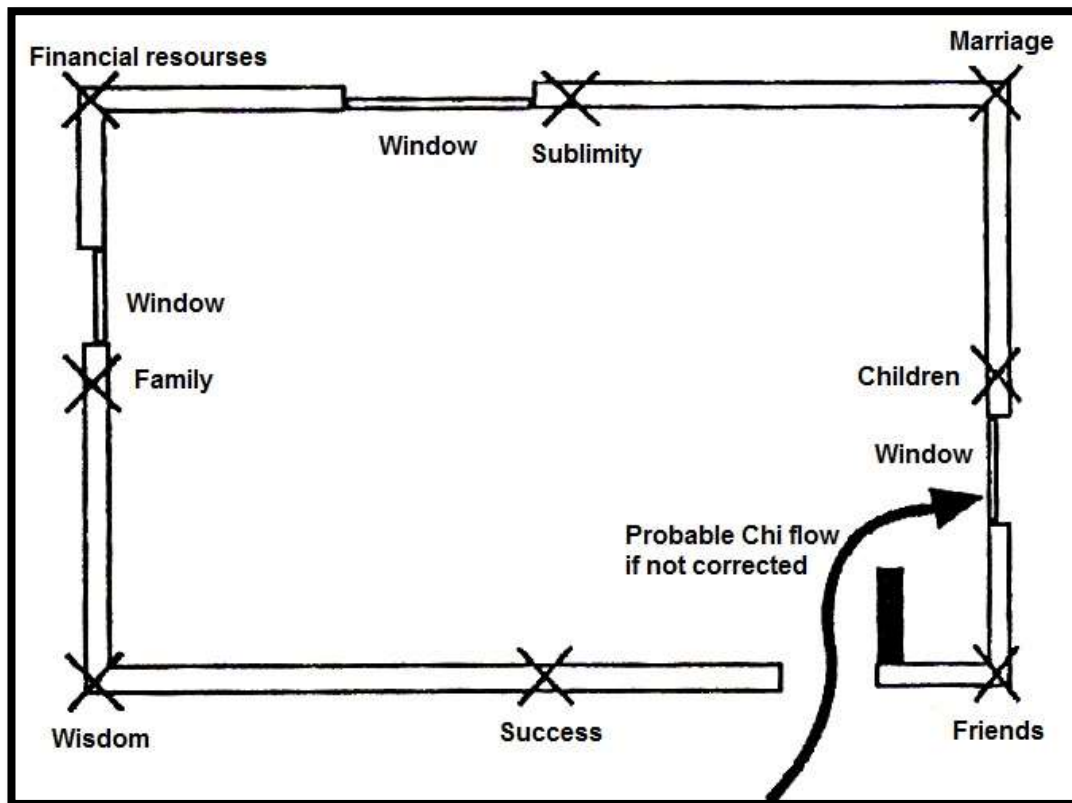 Marriage
Financial resourses
Window
Sublimity
Window
Family
Children
Window
Probable Chi flow
if not corrected
Success
Wisdom
Friends